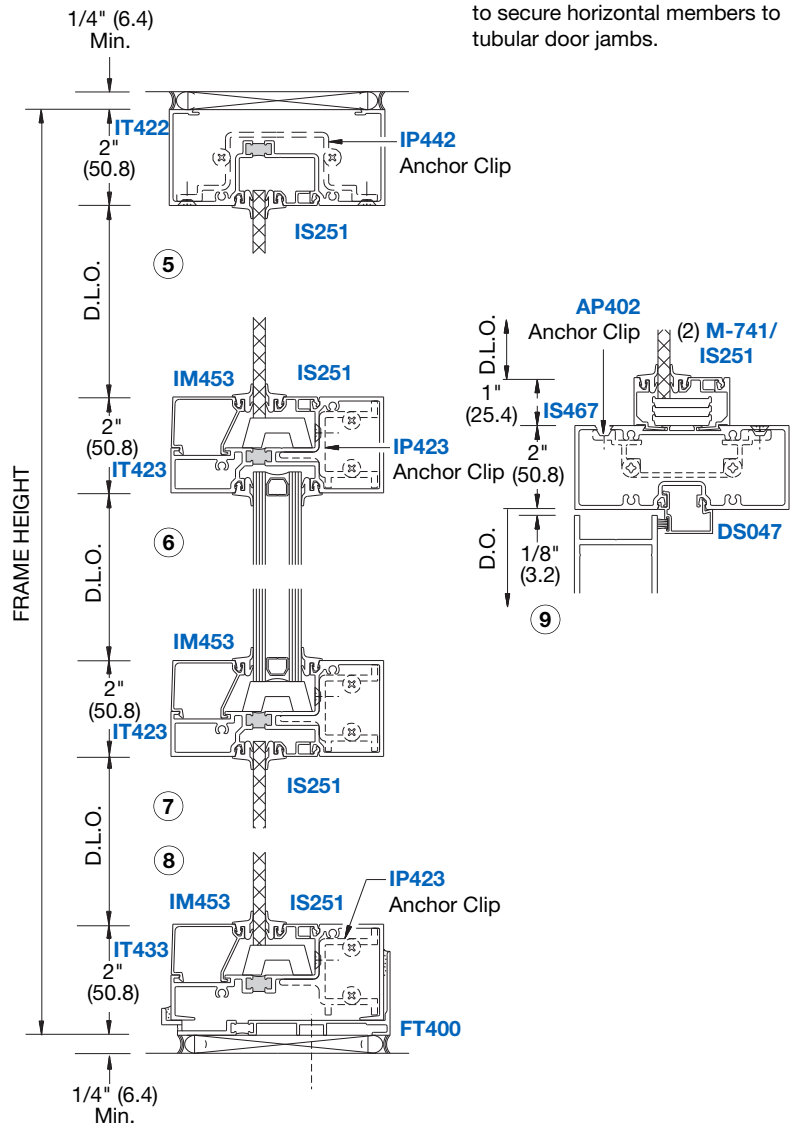 to secure horizontal members to
tubular door jambs.
1/4" (6.4)
Min.
IT422
2"
(50.8)
IP442
Anchor Clip
IS251
D.L.O.
5
IM453
IS251
2"
(50.8)
IT423
IP423
Anchor Clip
FRAME HEIGHT
D.L.O.
6
IM453
2"
(50.8)
IT423
IS251
D.L.O.
7
8
IM453
IS251
IP423
Anchor Clip
IT433
2"
(50.8)
FT400
1/4" (6.4)
Min.
AP402
Anchor Clip
(2) M-741/
IS251
D.L.O.
1"
(25.4)
IS467
2"
(50.8)
D.O.
1/8"
(3.2)
DS047
9